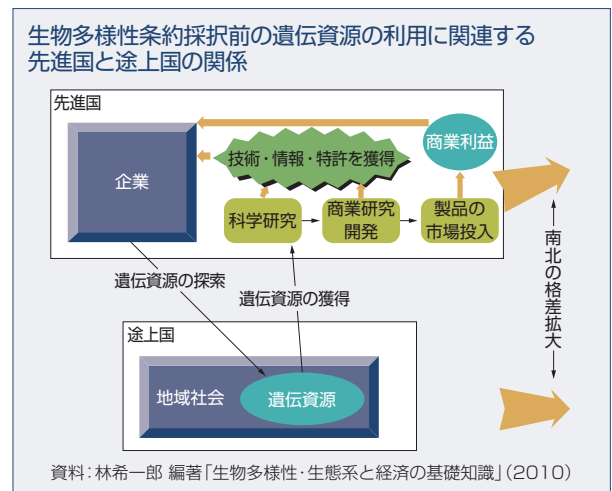 生物多様性条約採択前の遺伝資源の利用に関連する
先進国と途上国の関係
先進国
企業
技術・情報・特許を獲得
商業利益
科学研究
商業研究
開発
製品の
市場投入
遺伝資源の探索
遺伝資源の獲得
南北の格差拡大
途上国
地域社会
遺伝資源
資料:林希一郎 編著「生物多様性・生態系と経済の基礎知識」(2010)